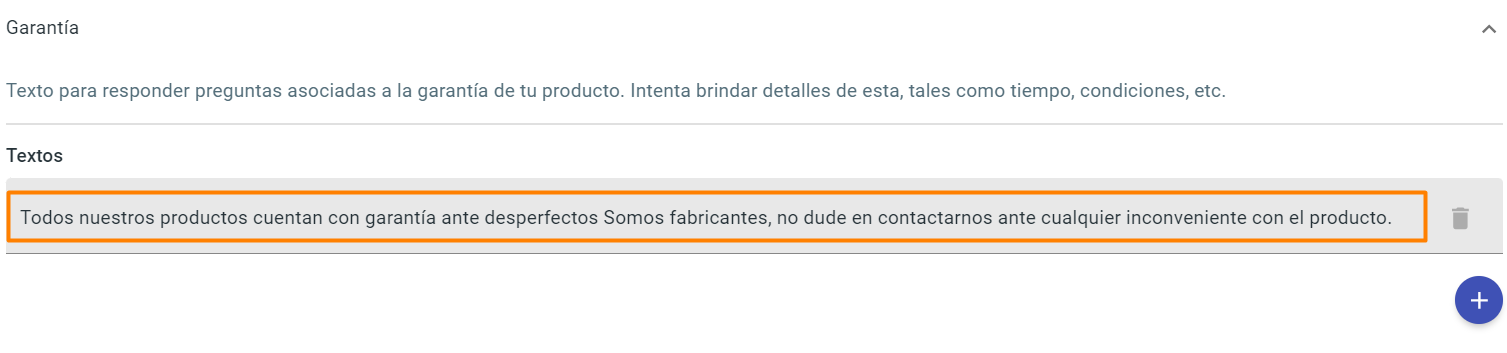 Garantía
Texto para responder preguntas asociadas a la garantía de tu producto. Intenta brindar detalles de esta, tales como tiempo, condiciones, etc.
Textos
Todos nuestros productos cuentan con garantía ante desperfectos Somos fabricantes, no dude en contactarnos ante cualquier inconveniente con el producto.